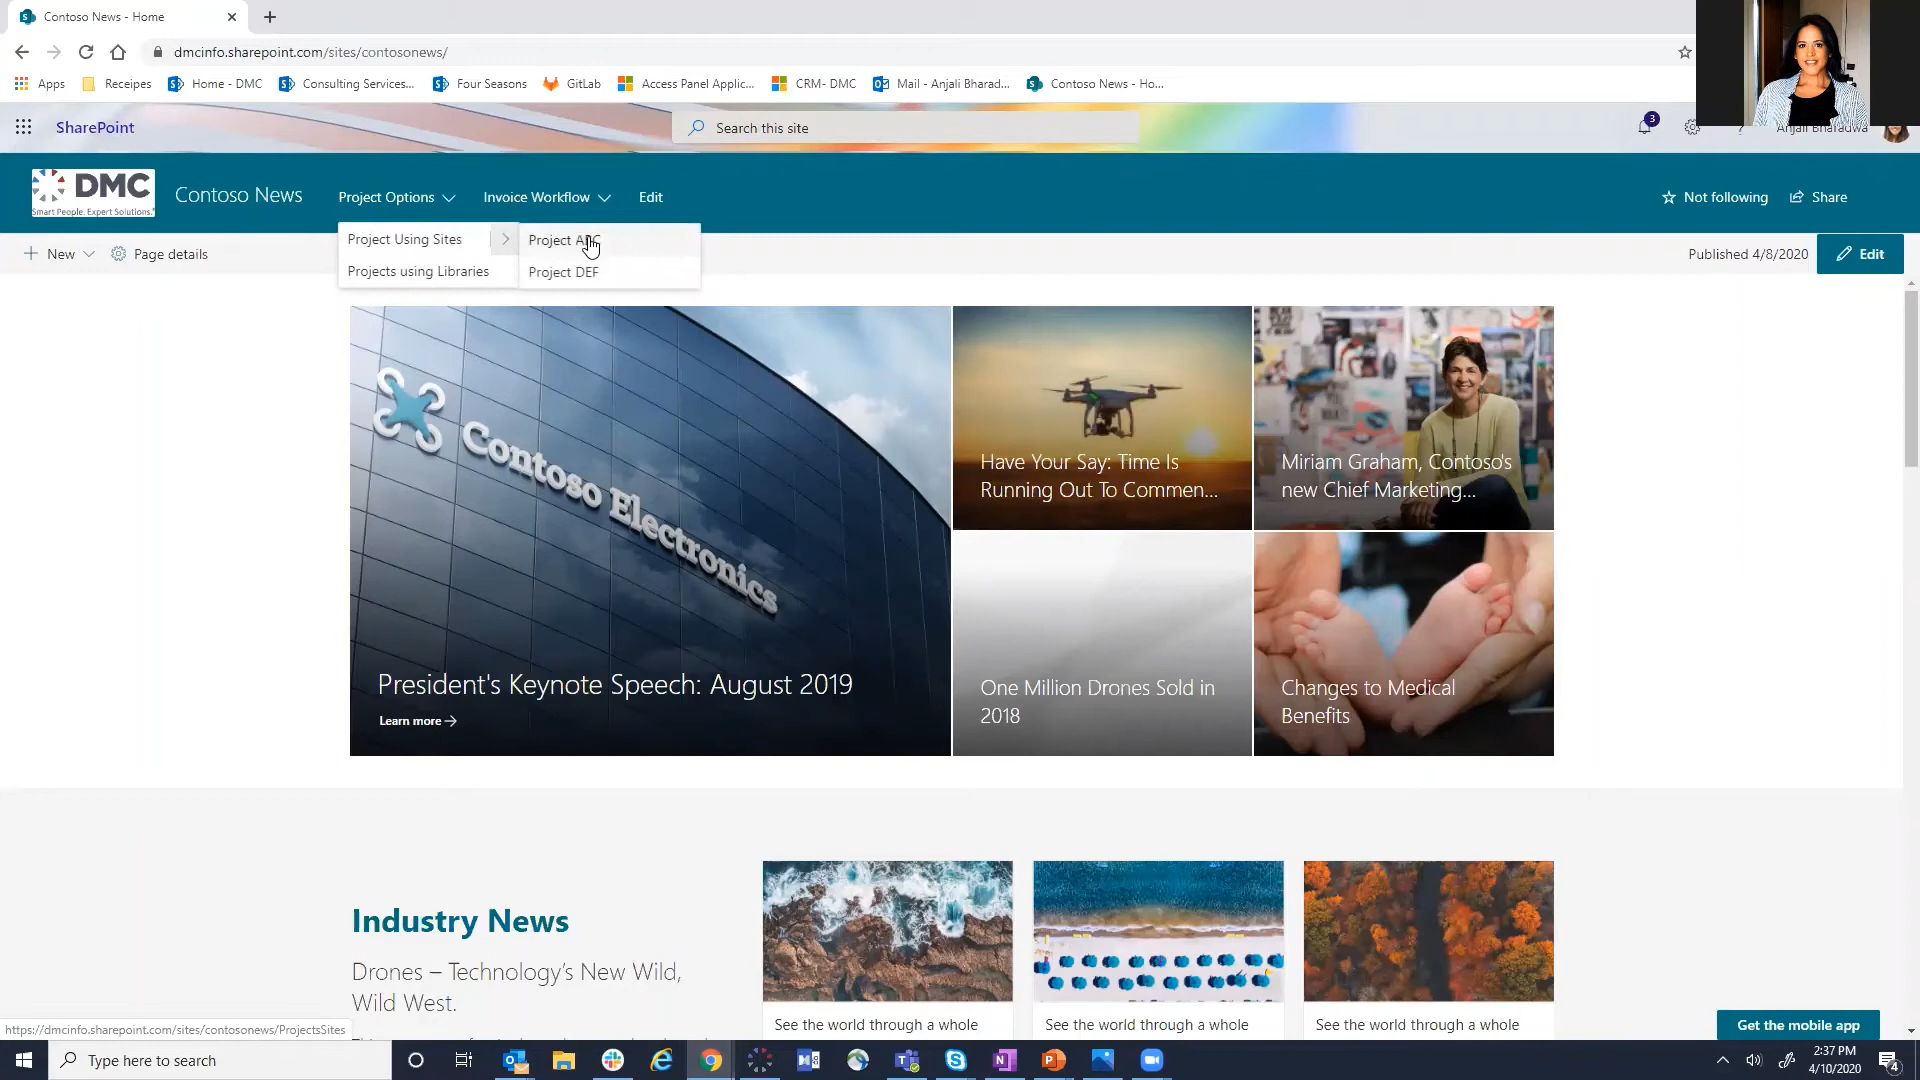 Contoso News - Home
dmcinfo.sharepoint.com/sites/contosonews/
Apps
Receipes
Home - DMC
Consulting Services...
Four Seasons
GitLab
Access Panel Applic...
CRM- DMC
Mail - Anjali Bharad...
Contoso News - Ho...
SharePoint
Search this site
3
?
Anjali Bharadwa
DMC
Smart People. Expert Solutions.
Contoso News
Project Options
Invoice Workflow
Edit
Not following
Share
Project Using Sites
Projects using Libraries
Project ABC
Project DEF
New
Page details
Published 4/8/2020
Edit
Contoso Electronics
President's Keynote Speech: August 2019
Learn more
Have Your Say: Time Is
Running Out To Commen...
Miriam Graham, Contoso's
new Chief Marketing...
One Million Drones Sold in
2018
Changes to Medical
Benefits
Industry News
Drones – Technology's New Wild,
Wild West.
See the world through a whole
See the world through a whole
See the world through a whole
https://dmcinfo.sharepoint.com/sites/contosonews/ProjectsSites
Get the mobile app
Type here to search
2:37 PM
4/10/2020
4